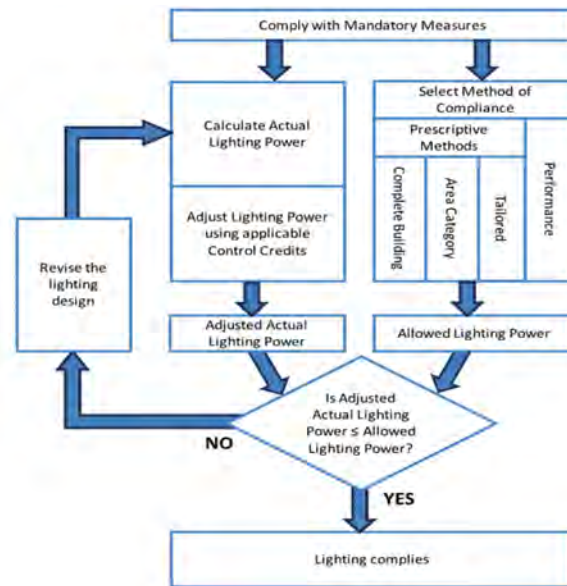 Comply with Mandatory Measures
Calculate Actual
Lighting Power
Select Method of
Compliance
Prescriptive
Methods
Complete Building
Area Category
Tailored
Performance
Adjust Lighting Power
using applicable
Control Credits
Revise the
lighting
design
Adjusted Actual
Lighting Power
Allowed Lighting Power
Is Adjusted
Actual Lighting
Power ≤ Allowed
Lighting Power?
NO
YES
Lighting complies